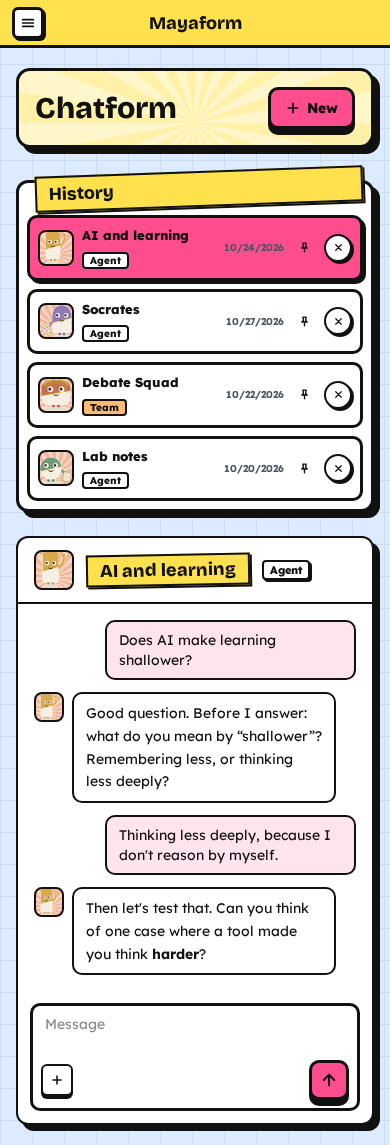 Mayaform
Chatform
+ New
History
AI and learning
Agent
10/24/2026
Socrates
Agent
10/27/2026
Debate Squad
Team
10/22/2026
Lab notes
Agent
10/20/2026
AI and learning
Agent
Does AI make learning
shallower?
Good question. Before I answer:
what do you mean by “shallower”?
Remembering less, or thinking
less deeply?
Thinking less deeply, because I
don't reason by myself.
Then let's test that. Can you think
of one case where a tool made
you think harder?
Message